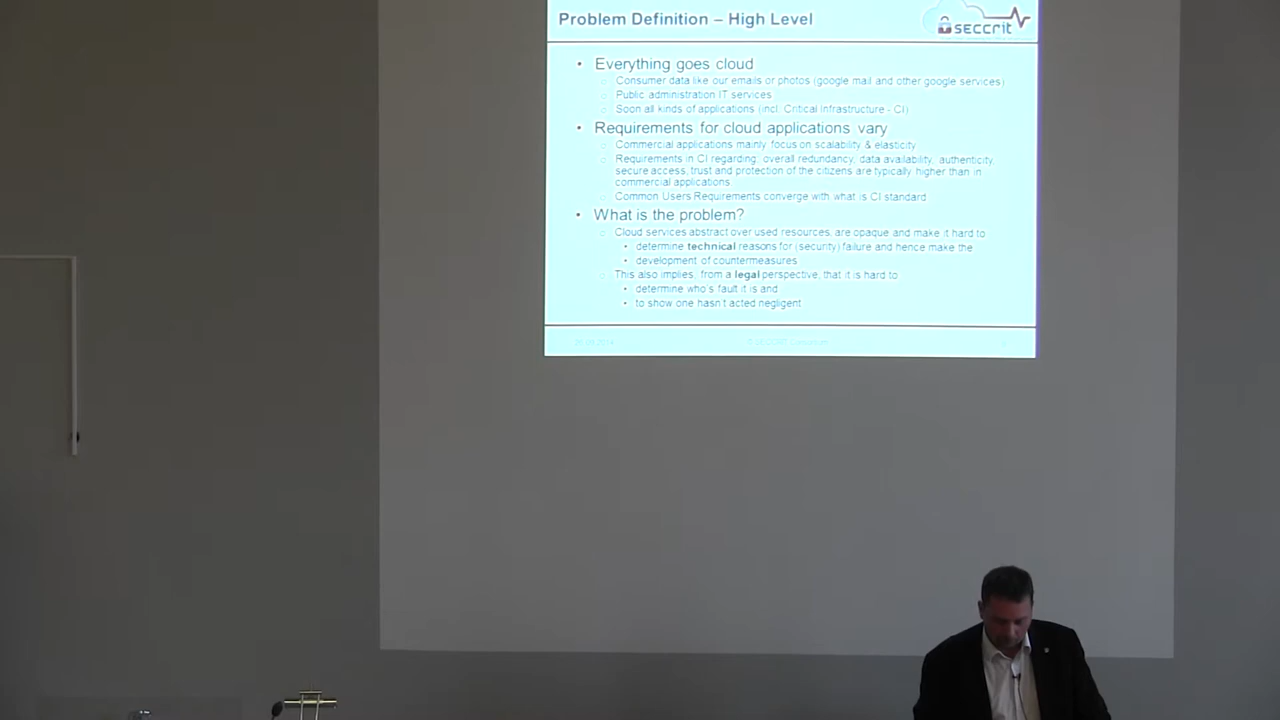 Problem Definition – High Level
seccrit
• Everything goes cloud
○ Consumer data like our emails or photos (google mail and other google services)
○ Public administration IT services
○ Soon all kinds of applications (incl. Critical Infrastructure - CI)
• Requirements for cloud applications vary
○ Commercial applications mainly focus on scalability & elasticity
○ Requirements in CI regarding: overall redundancy, data availability, authenticity,
secure access, trust and protection of the citizens are typically higher than in
commercial applications
○ Common Users Requirements converge with what is CI standard
• What is the problem?
○ Cloud services abstract over used resources, are opaque and make it hard to
• determine technical reasons for (security) failure and hence make the
• development of countermeasures
○ This also implies, from a legal perspective, that it is hard to
• determine who's fault it is and
• to show one hasn't acted negligent